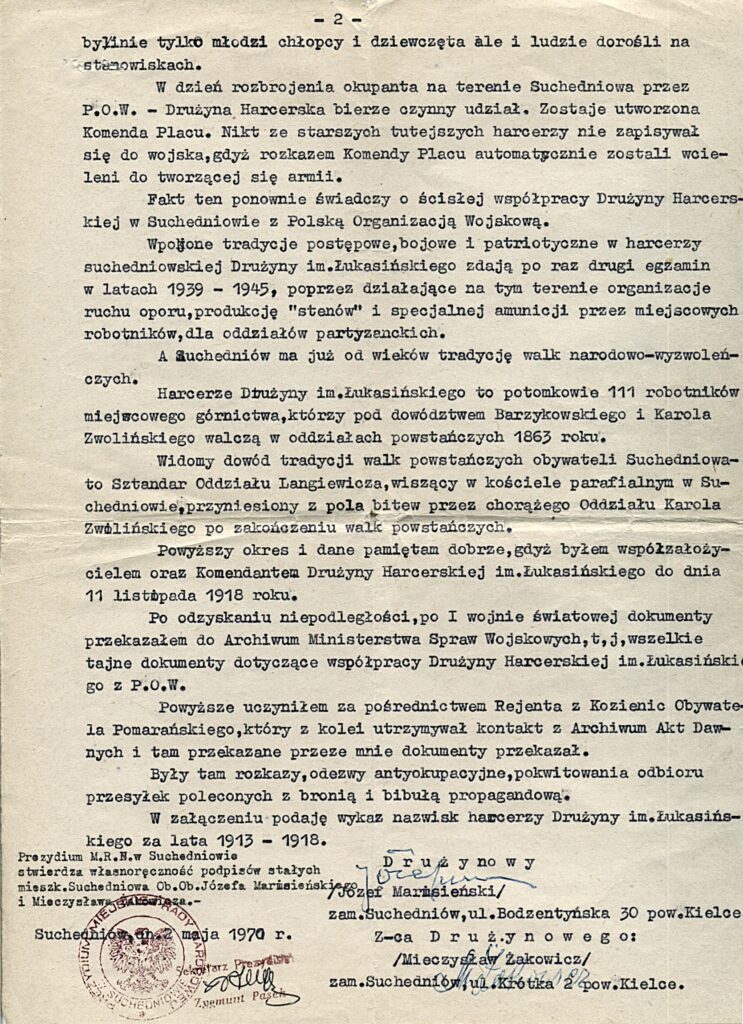 - 2 -
bylinie tylko młodzi chłopcy i dziewczęta ale i ludzie dorośli na
stanowiskach.
W dzień rozbrojenia okupanta na terenie Suchedniowa przez
P.O.W. - Drużyna Harcerska bierze czynny udział. Zostaje utworzona
Komenda Placu. Nikt ze starszych tutejszych harcerzy nie zapisywał
się do wojska,gdyż rozkazem Komendy Placu automatycznie zostali wcie-
leni do tworzącej się armii.
Fakt ten ponownie świadczy o ścisłej współpracy Drużyny Harcers-
kiej w Suchedniowie z Polską Organizacją Wojskową.
Wpojone tradycje postępowe,bojowe i patriotyczne w harcerzy
suchedniowskiej Drużyny im.Łukasińskiego zdają po raz drugi egzamin
w latach 1939 - 1945, poprzez działające na tym terenie organizacje
ruchu oporu,produkcję "stenów" i specjalnej amunicji przez miejscowych
robotników,dla oddziałów partyzanckich.
A Suchedniów ma już od wieków tradycję walk narodowo-wyzwoleń-
czych.
Harcerze Drużyny im.Łukasińskiego to potomkowie 111 robotników
miejscowego górnictwa,którzy pod dowództwem Barzykowskiego i Karola
Zwolińskiego walczą w oddziałach powstańczych 1863 roku.
Widomy dowód tradycji walk powstańczych obywateli Suchedniowa-
to Sztandar Oddziału Langiewicza,wiszący w kościele parafialnym w Su-
chedniowie,przyniesiony z pola bitew przez chorążego Oddziału Karola
Zwolińskiego po zakończeniu walk powstańczych.
Powyższy okres i dane pamiętam dobrze,gdyż byłem współzałoży-
cielem oraz Komendantem Drużyny Harcerskiej im.Łukasińskiego do dnia
11 listopada 1918 roku.
Po odzyskaniu niepodległości,po I wojnie światowej dokumenty
przekazałem do Archiwum Ministerstwa Spraw Wojskowych,t,j,wszelkie
tajne dokumenty dotyczące współpracy Drużyny Harcerskiej im.Łukasiński
go z P.O.W.
Powyższe uczyniłem za pośrednictwem Rejenta z Kozienic Obywate-
la Pomarańskiego,który z kolei utrzymywał kontakt z Archiwum Akt Daw-
nych i tam przekazane przeze mnie dokumenty przekazał.
Były tam rozkazy,odezwy antyokupacyjne,pokwitowania odbioru
przesyłek poleconych z bronią i bibułą propagandową.
W załączeniu podaję wykaz nazwisk harcerzy Drużyny im.Łukasińs-
kiego za lata 1913 - 1918.
Prezydium M.R.N.w Suchedniowie
stwierdza własnoręczność podpisów stałych
mieszk.Suchedniowa Ob.Ob.Józefa Marmsieńskiego
i Mieczysława Żakowicza.-
Suchedniów,dn.2 maja 1970 r.
PREZYDIUM MIEJSKIEJ RADY NARODOWEJ
W SUCHEDNIOWIE
Sekretarz Prezydium
Zygmunt Pasek
D r u ż y n o w y
/Józef Marmsieński/
zam.Suchedniów,ul.Bodzentyńska 30 pow.Kielce
Z-ca D r u ż y n o w e g o:
/Mieczysław Żakowicz/
zam.Suchedniów,ul.Krótka 2 pow.Kielce.